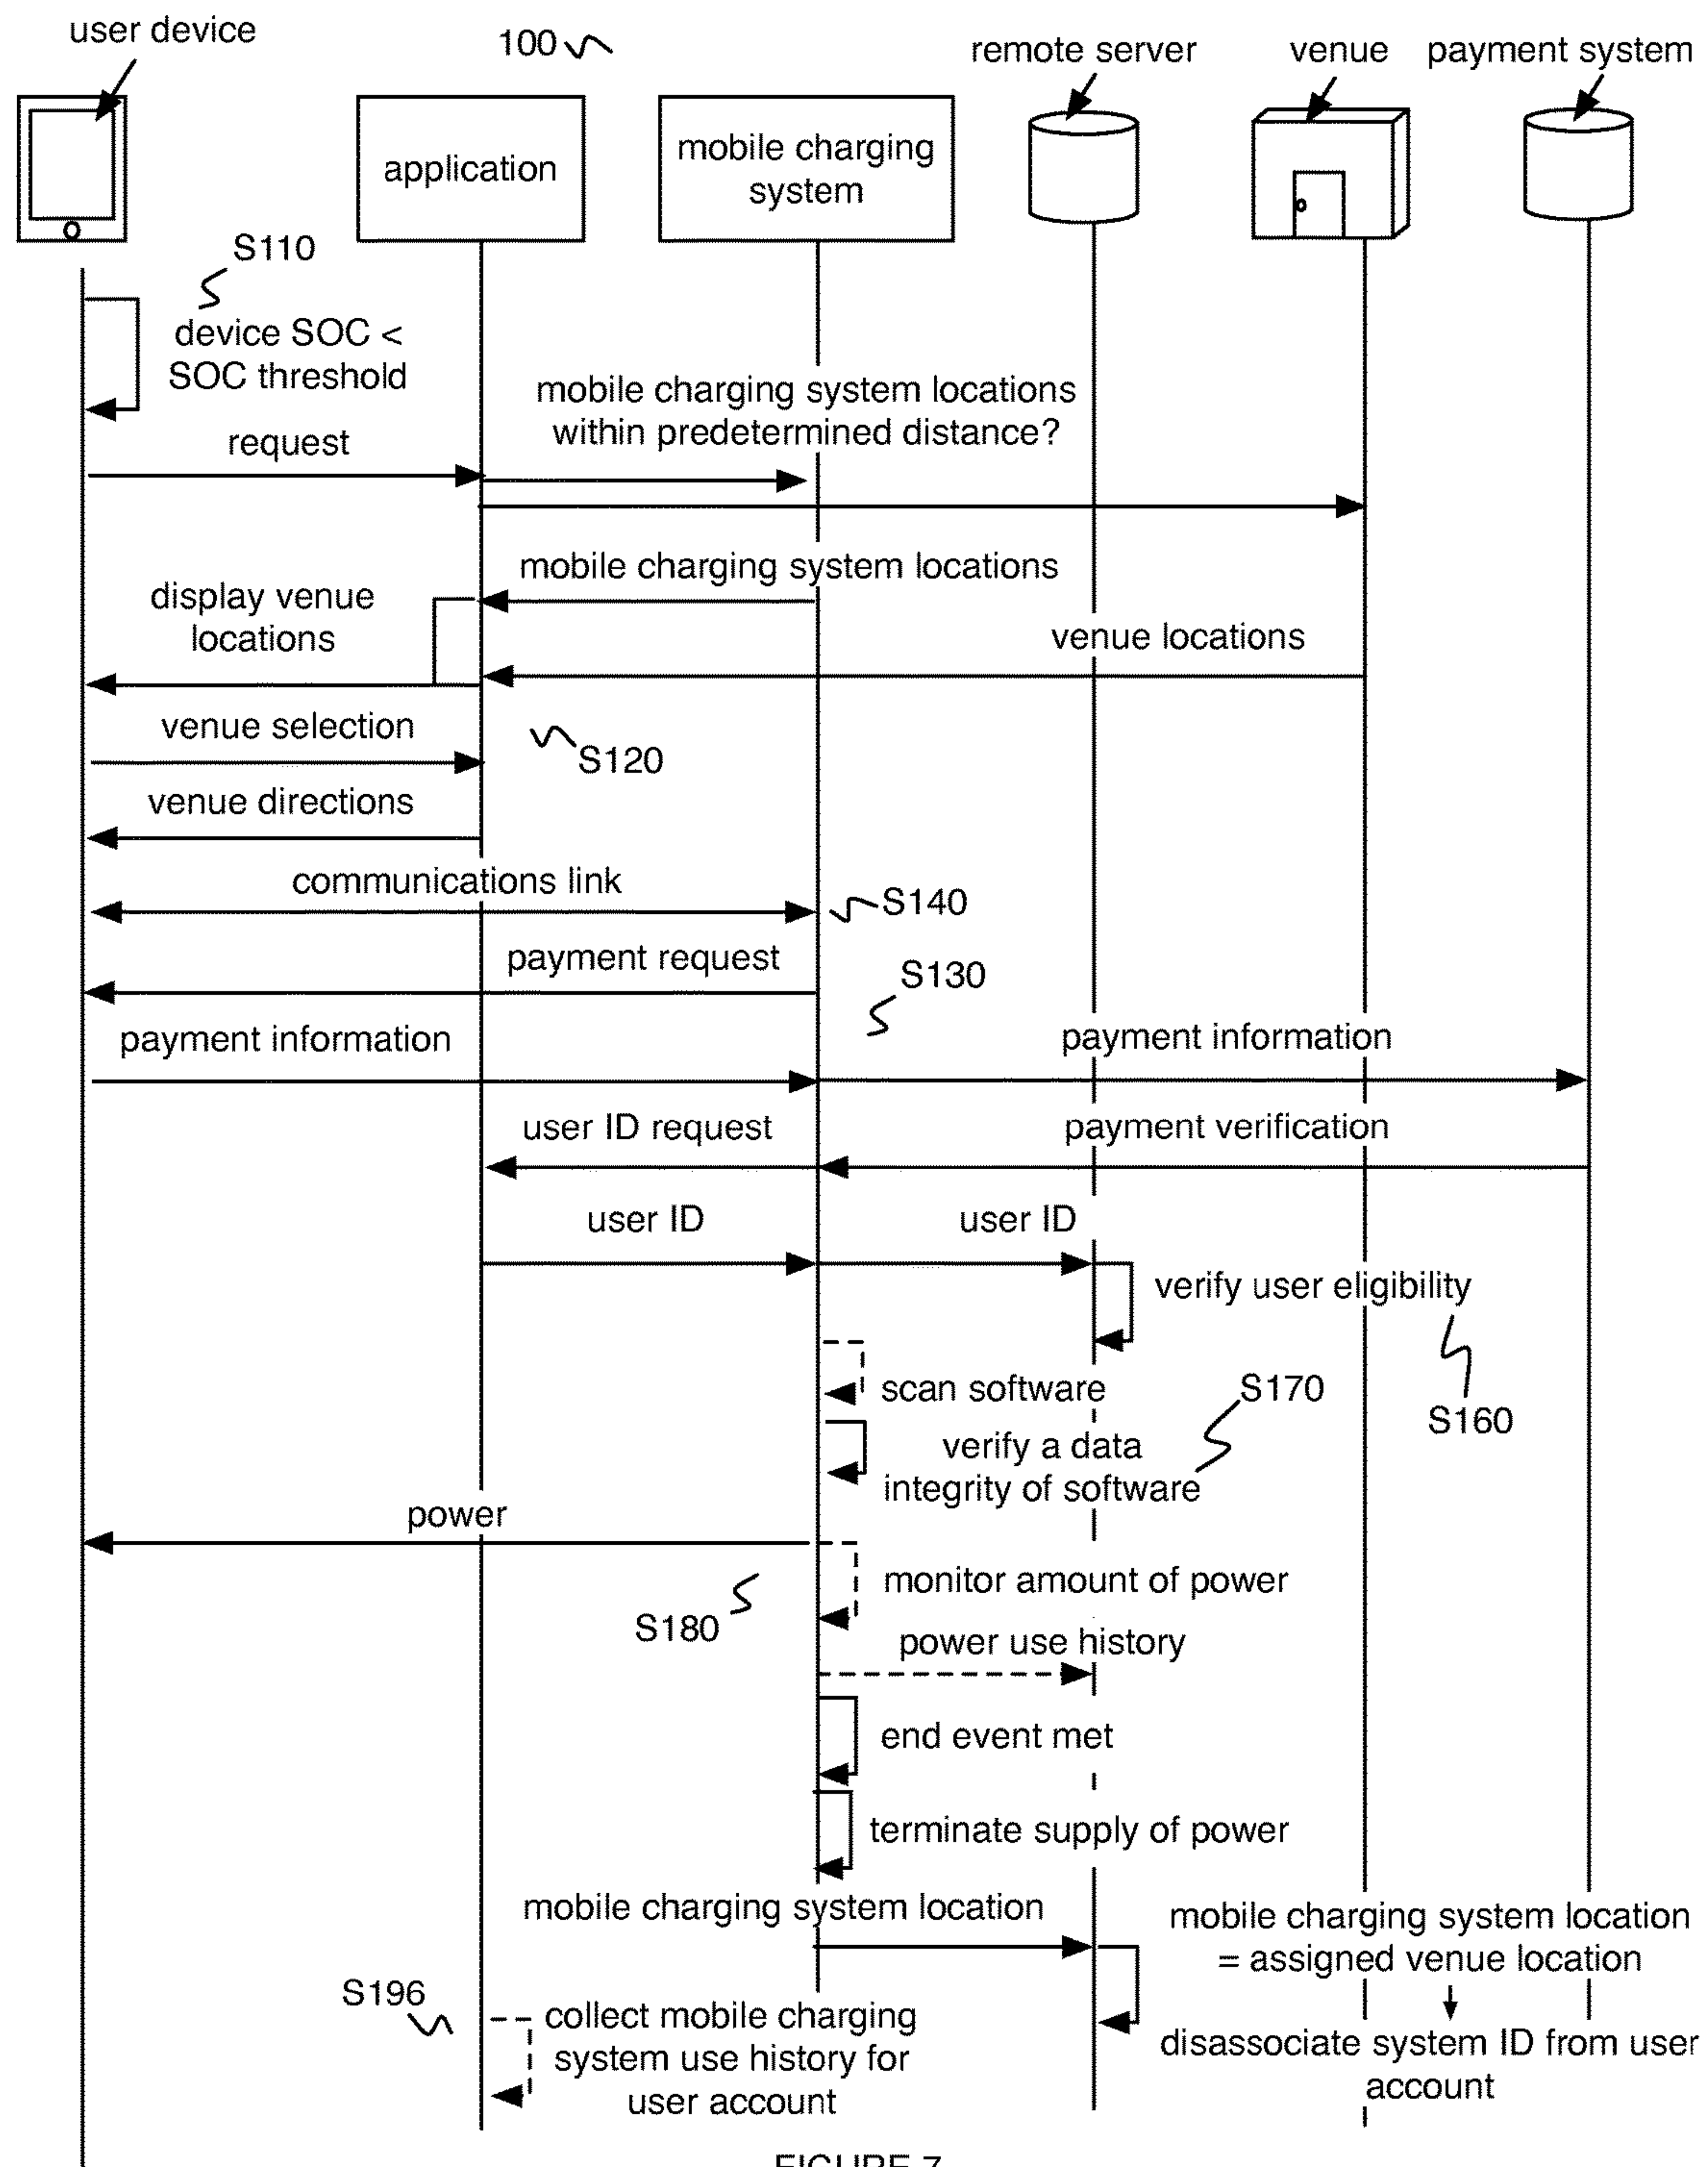 user device
100
remote server
venue
payment system
application
mobile charging
system
S110
device SOC <
SOC threshold
mobile charging system locations
within predetermined distance?
request
mobile charging system locations
display venue
locations
venue locations
venue selection
S120
venue directions
communications link
S140
payment request
S130
payment information
payment information
user ID request
payment verification
user ID
user ID
verify user eligibility
scan software
S170
S160
verify a data
integrity of software
power
monitor amount of power
S180
power use history
end event met
terminate supply of power
mobile charging system location
mobile charging system location
= assigned venue location
S196
collect mobile charging
system use history for
user account
disassociate system ID from user
account
FIGURE 7